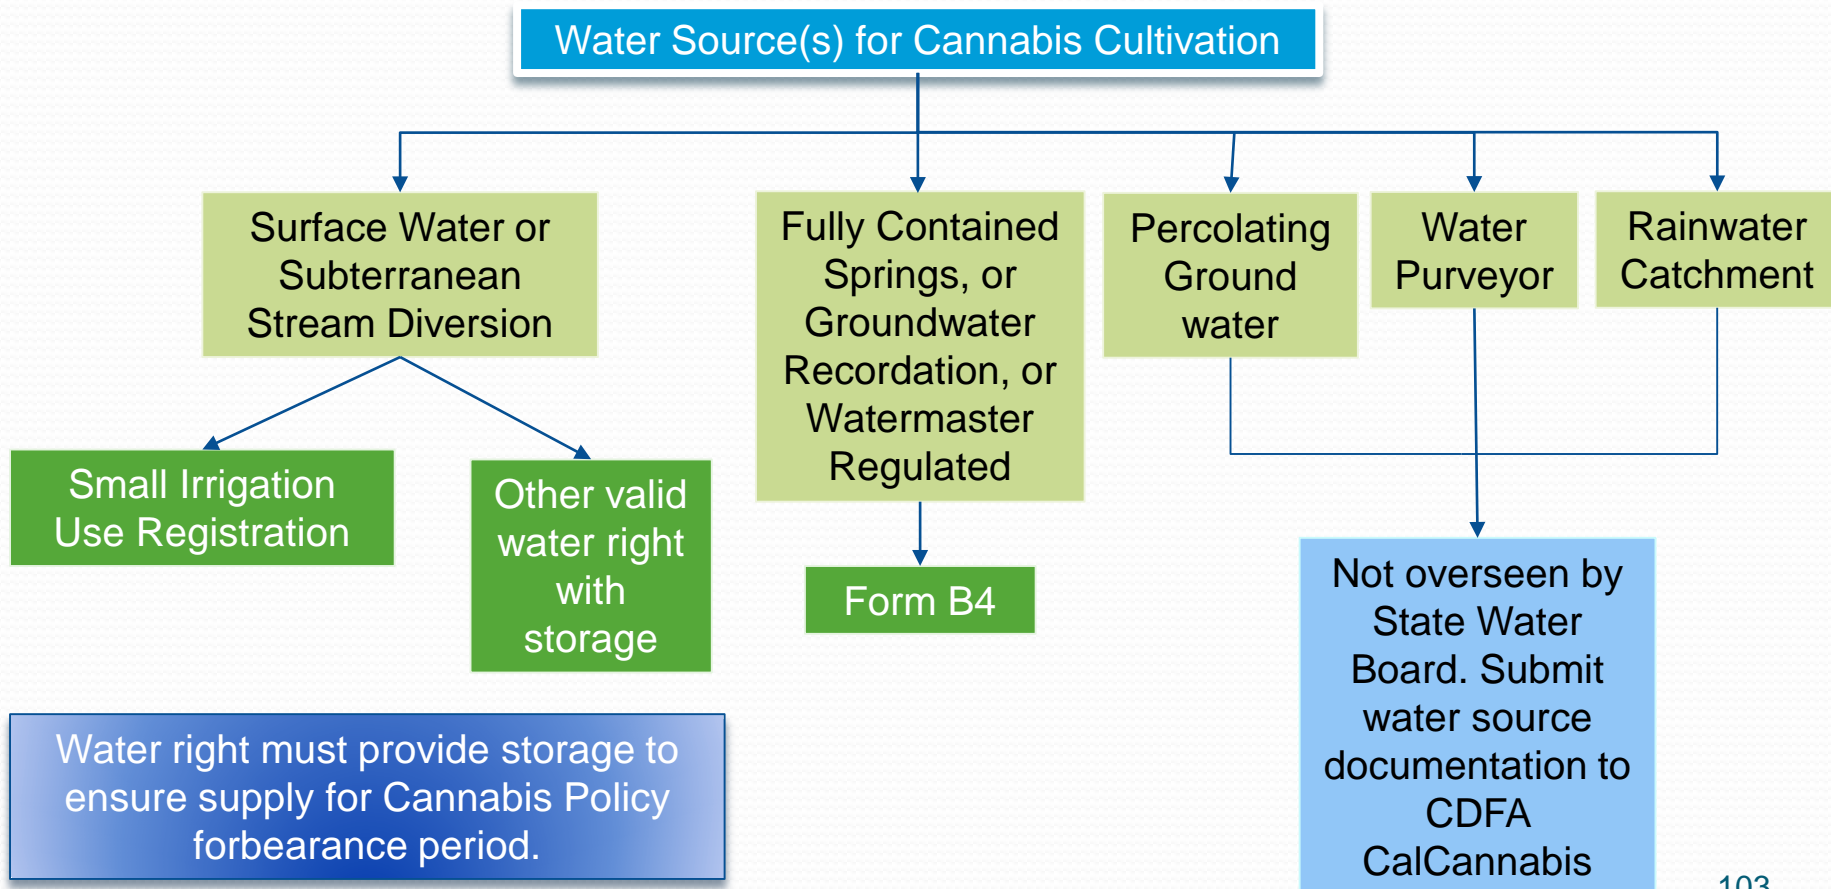 Water Source(s) for Cannabis Cultivation
Surface Water or
Subterranean
Stream Diversion
Fully Contained
Springs, or
Groundwater
Recordation, or
Watermaster
Regulated
Percolating
Ground
water
Water
Purveyor
Rainwater
Catchment
Small Irrigation
Use Registration
Other valid
water right
with
storage
Form B4
Not overseen by
State Water
Board. Submit
water source
documentation to
CDFA
CalCannabis
Water right must provide storage to
ensure supply for Cannabis Policy
forbearance period.
103